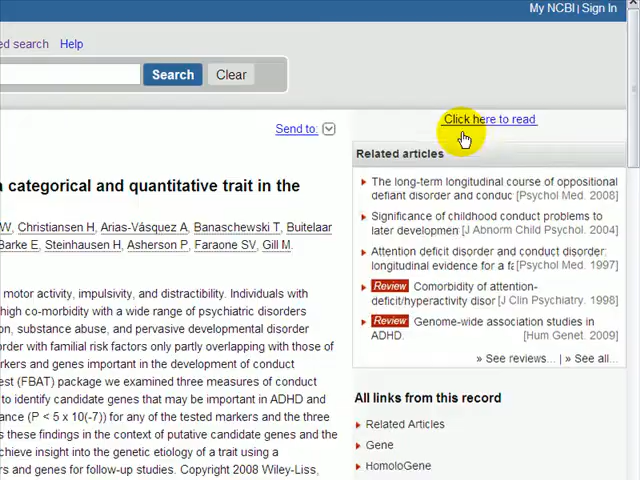 My NCBI | Sign In
ed search Help
Search Clear
Click here to read
Send to:
Related articles
a categorical and quantitative trait in the
The long-term longitudinal course of oppositional
defiant disorder and conduc [Psychol Med. 2008]
Significance of childhood conduct problems to
later developmen [J Abnorm Child Psychol. 2004]
W, Christiansen H, Arias-Vásquez A, Banaschewski T, Buitelaar
Barke E, Steinhausen H, Asherson P, Faraone SV, Gill M.
Attention deficit disorder and conduct disorder:
longitudinal evidence for a fa[Psychol Med. 1997]
Review Comorbidity of attention-
deficit/hyperactivity disor [J Clin Psychiatry. 1998]
Review Genome-wide association studies in
ADHD. [Hum Genet. 2009]
» See reviews... | » See all...
motor activity, impulsivity, and distractibility. Individuals with
high co-morbidity with a wide range of psychiatric disorders
on, substance abuse, and pervasive developmental disorder
order with familial risk factors only partly overlapping with those of
and genes important in the development of conduct
est (FBAT) package we examined three measures of conduct
to identify candidate genes that may be important in ADHD and
ance (P < 5 x 10(-7)) for any of the tested markers and the three
s these findings in the context of putative candidate genes and the
chieve insight into the genetic etiology of a trait using a
rs and genes for follow-up studies. Copyright 2008 Wiley-Liss,
All links from this record
Related Articles
Gene
HomoloGene